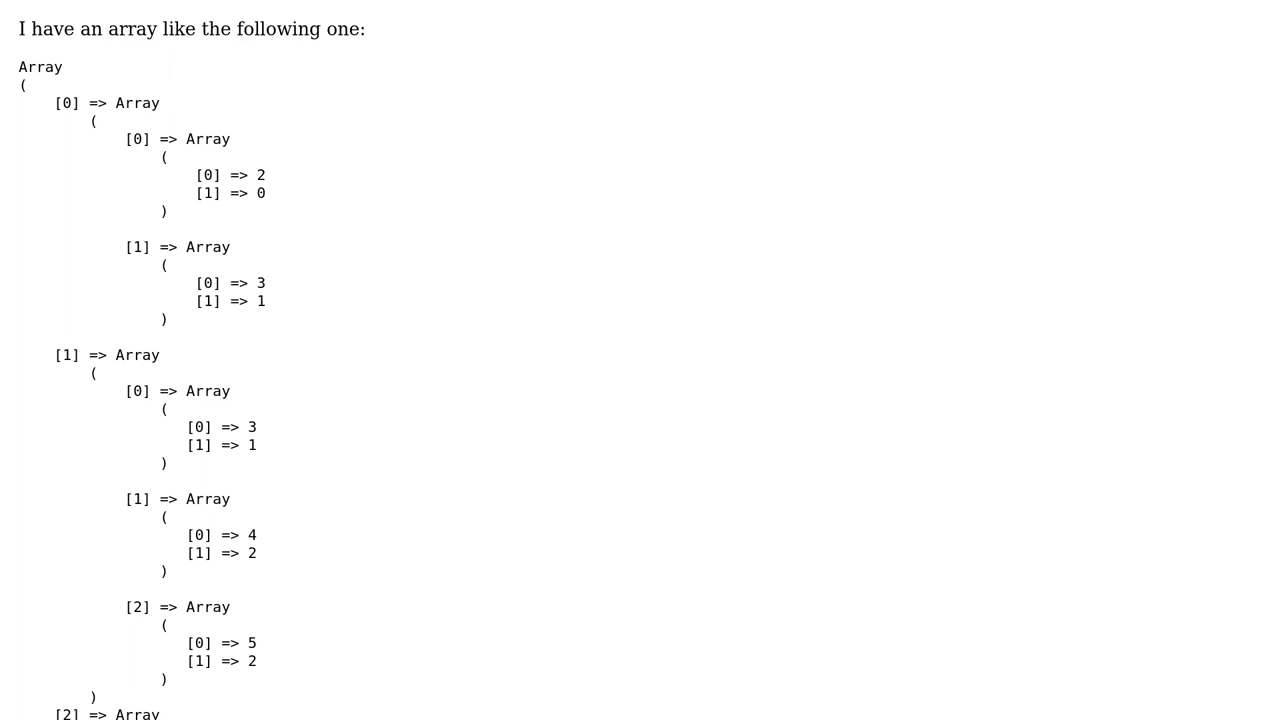 I have an array like the following one:
Array
(
    [0] => Array
        (
            [0] => Array
                (
                    [0] => 2
                    [1] => 0
                )

            [1] => Array
                (
                    [0] => 3
                    [1] => 1
                )

    [1] => Array
        (
            [0] => Array
                (
                   [0] => 3
                   [1] => 1
                )

            [1] => Array
                (
                   [0] => 4
                   [1] => 2
                )

            [2] => Array
                (
                   [0] => 5
                   [1] => 2
                )
        )
    [2] => Array